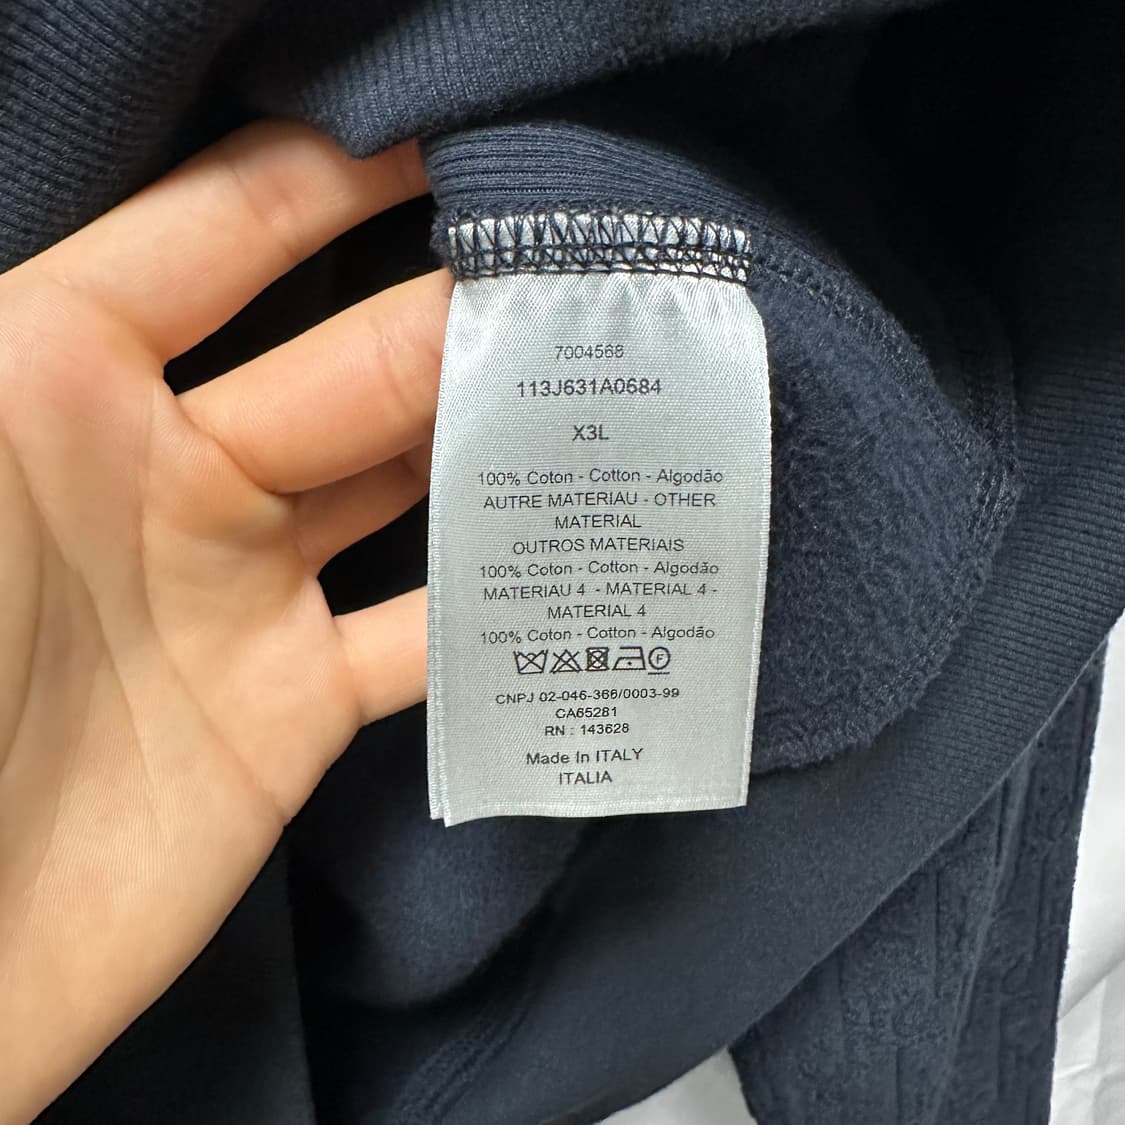 7004568
113J631A0684
X3L
100% Coton - Cotton - Algodão
AUTRE MATERIAU - OTHER
MATERIAL
OUTROS MATERIAIS
100% Coton - Cotton - Algodão
MATERIAU 4 - MATERIAL 4 -
MATERIAL 4
100% Coton - Cotton - Algodão
F
CNPJ 02-046-366/0003-99
CA65281
RN : 143628
Made In ITALY
ITALIA